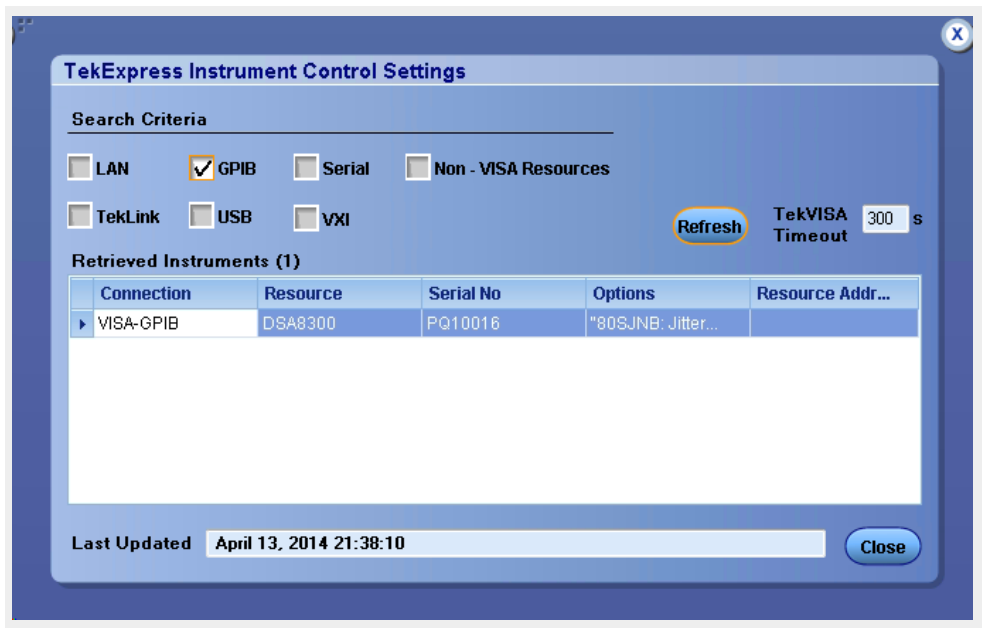 X
TekExpress Instrument Control Settings
Search Criteria
LAN GPIB Serial Non - VISA Resources
TekLink USB VXI
Refresh TekVISA Timeout 300 s
Retrieved Instruments (1)
Connection Resource Serial No Options Resource Addr...
VISA-GPIB DSA8300 PQ10016 "80SJNB: Jitter...
Last Updated April 13, 2014 21:38:10
Close